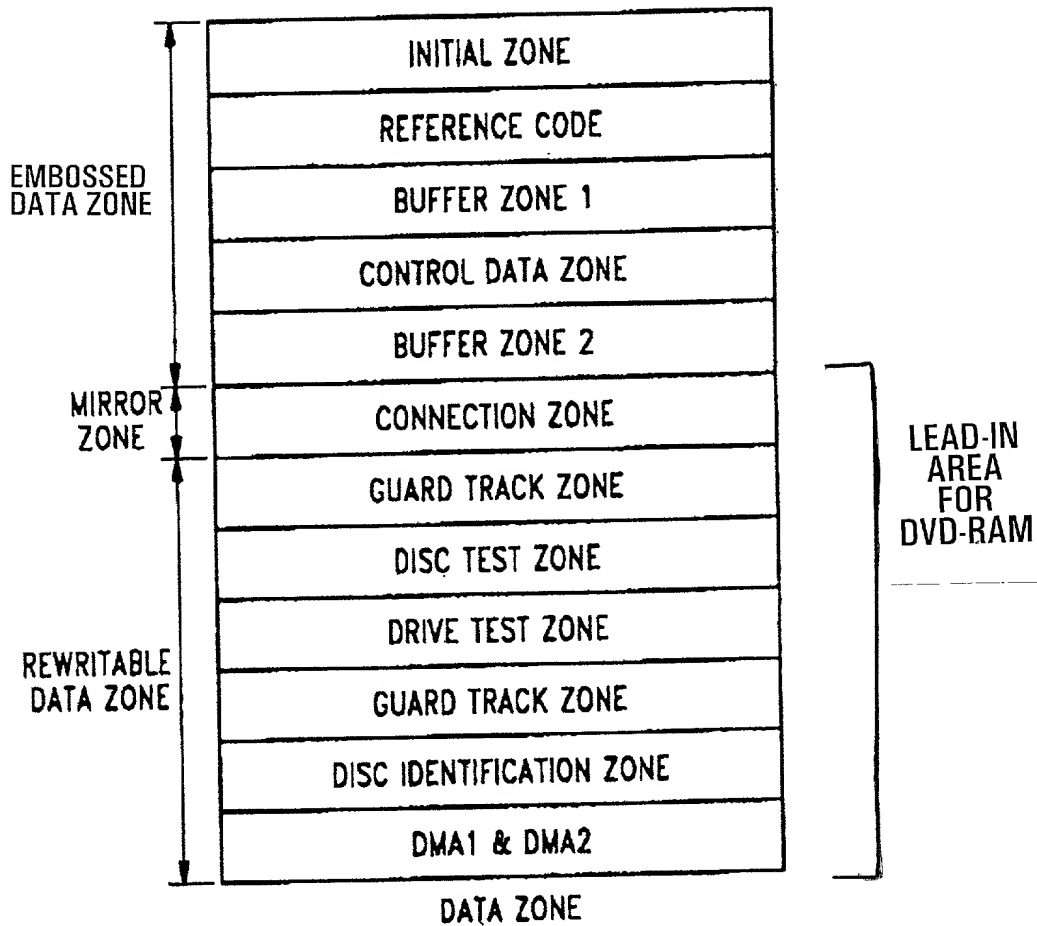 INITIAL ZONE
REFERENCE CODE
BUFFER ZONE 1
CONTROL DATA ZONE
BUFFER ZONE 2
CONNECTION ZONE
GUARD TRACK ZONE
DISC TEST ZONE
DRIVE TEST ZONE
GUARD TRACK ZONE
DISC IDENTIFICATION ZONE
DMA1 & DMA2
DATA ZONE
EMBOSSED
DATA ZONE
MIRROR
ZONE
REWRITABLE
DATA ZONE
LEAD-IN
AREA
FOR
DVD-RAM